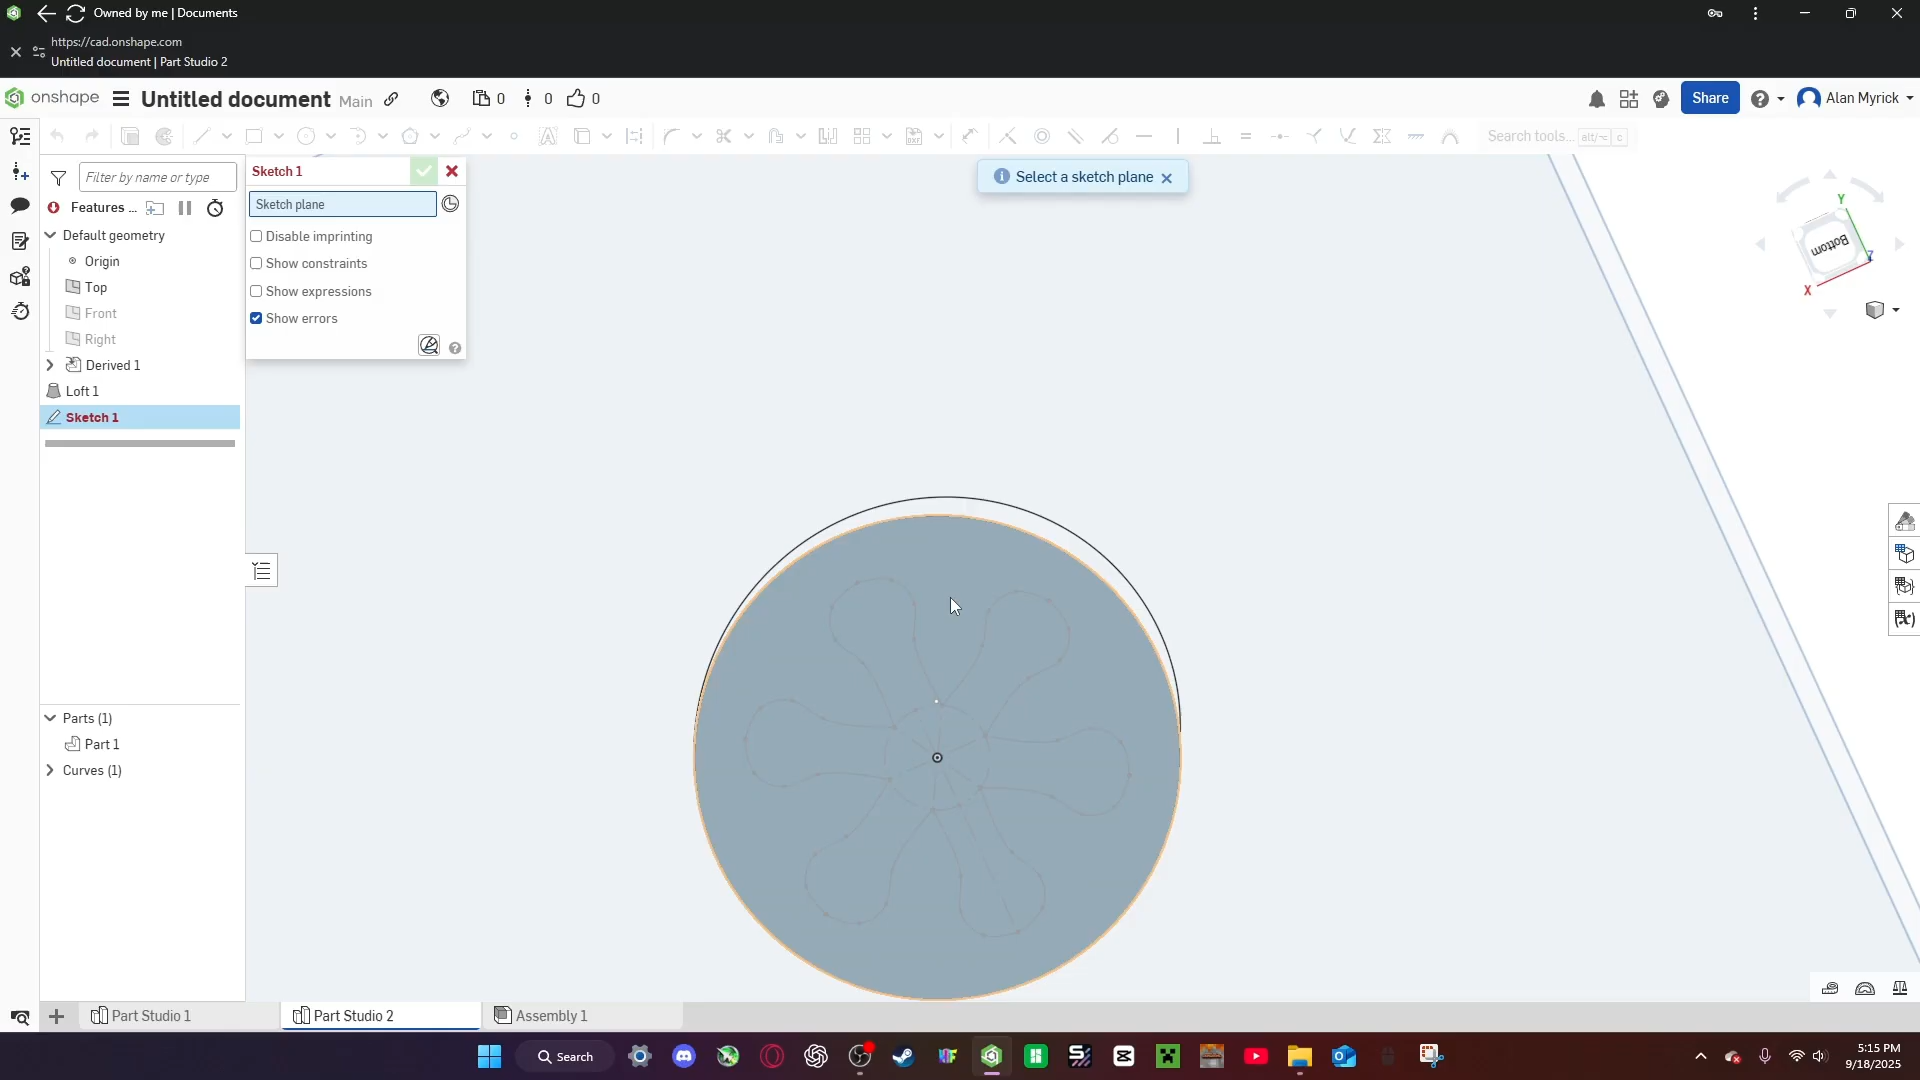 Owned by me | Documents
https://cad.onshape.com
Untitled document | Part Studio 2
onshape
Untitled document Main
0 0 0
Share
Alan Myrick
Search tools... alt/⌥ c
Filter by name or type
Features ...
Default geometry
Origin
Top
Front
Right
Derived 1
Loft 1
Sketch 1
Parts (1)
Part 1
Curves (1)
Sketch 1
Sketch plane
Disable imprinting
Show constraints
Show expressions
Show errors
Select a sketch plane
Y
Bottom
Z
X
Part Studio 1
Part Studio 2
Assembly 1
Search
5:15 PM
9/18/2025